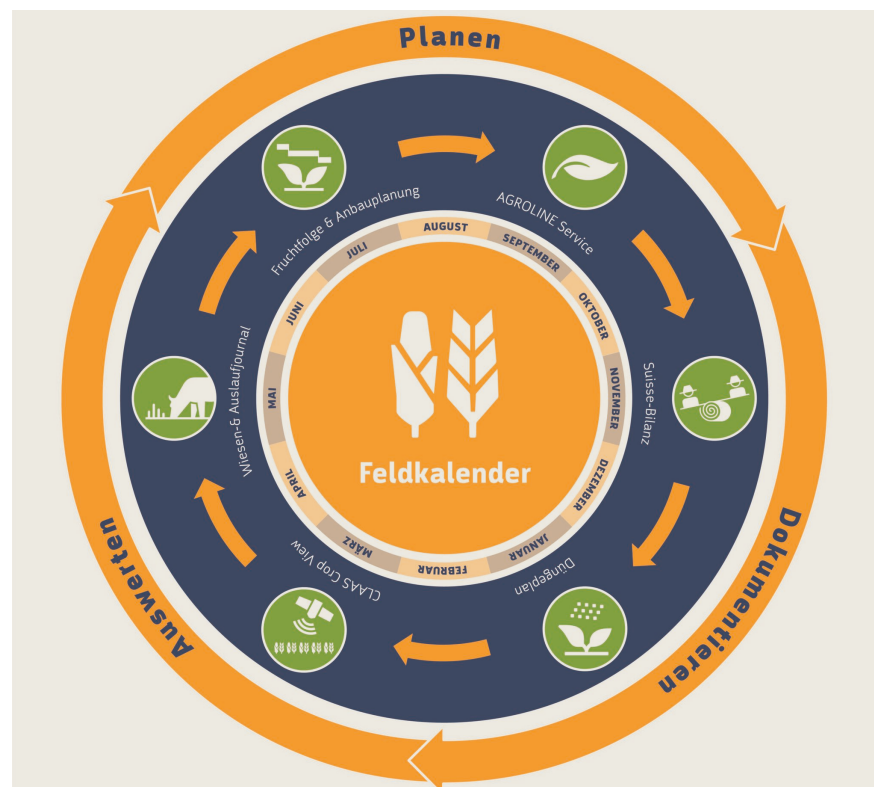 Planen
Dokumentieren
Auswerten
Fruchtfolge & Anbauplanung
AGROLINE Service
Suisse-Bilanz
Düngeplan
CLAAS Crop View
Wiesen-& Auslaufjournal
AUGUST
SEPTEMBER
OKTOBER
NOVEMBER
DEZEMBER
JANUAR
FEBRUAR
MÄRZ
APRIL
MAI
JUNI
JULI
Feldkalender